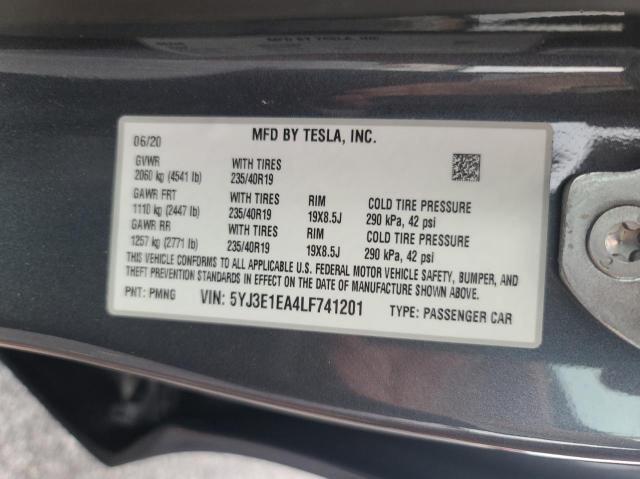 MFD BY TESLA, INC.
06/20
GVWR WITH TIRES
2060 kg (4541 lb) 235/40R19
GAWR FRT WITH TIRES RIM COLD TIRE PRESSURE
1110 kg (2447 lb) 235/40R19 19X8.5J 290 kPa, 42 psi
GAWR RR WITH TIRES RIM COLD TIRE PRESSURE
1257 kg (2771 lb) 235/40R19 19X8.5J 290 kPa, 42 psi
THIS VEHICLE CONFORMS TO ALL APPLICABLE U.S. FEDERAL MOTOR VEHICLE SAFETY, BUMPER, AND
THEFT PREVENTION STANDARDS IN EFFECT ON THE DATE OF MANUFACTURE SHOWN ABOVE.
PNT: PMNG VIN: 5YJ3E1EA4LF741201 TYPE: PASSENGER CAR